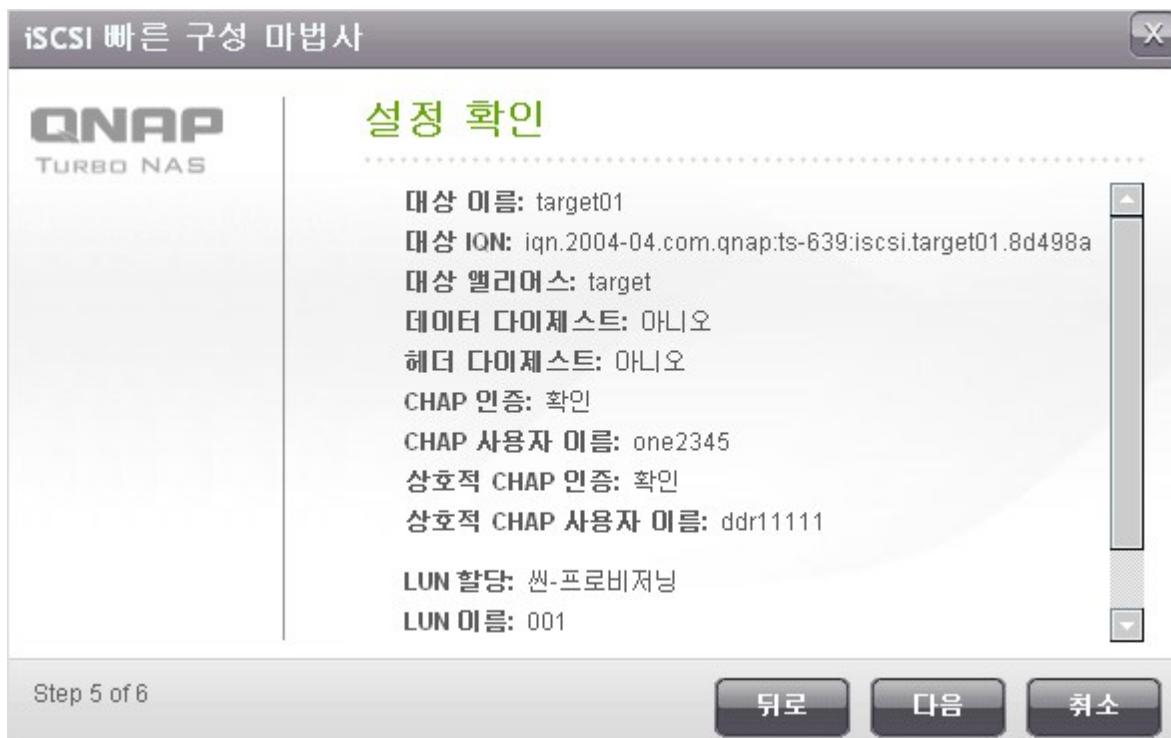 iSCSI 빠른 구성 마법사
X
QNAP
TURBO NAS
설정 확인
대상 이름: target01
대상 IQN: iqn.2004-04.com.qnap:ts-639:iscsi.target01.8d498a
대상 앨리어스: target
데이터 다이제스트: 아니오
헤더 다이제스트: 아니오
CHAP 인증: 확인
CHAP 사용자 이름: one2345
상호적 CHAP 인증: 확인
상호적 CHAP 사용자 이름: ddr11111
LUN 할당: 씬-프로비저닝
LUN 이름: 001
Step 5 of 6
뒤로
다음
취소